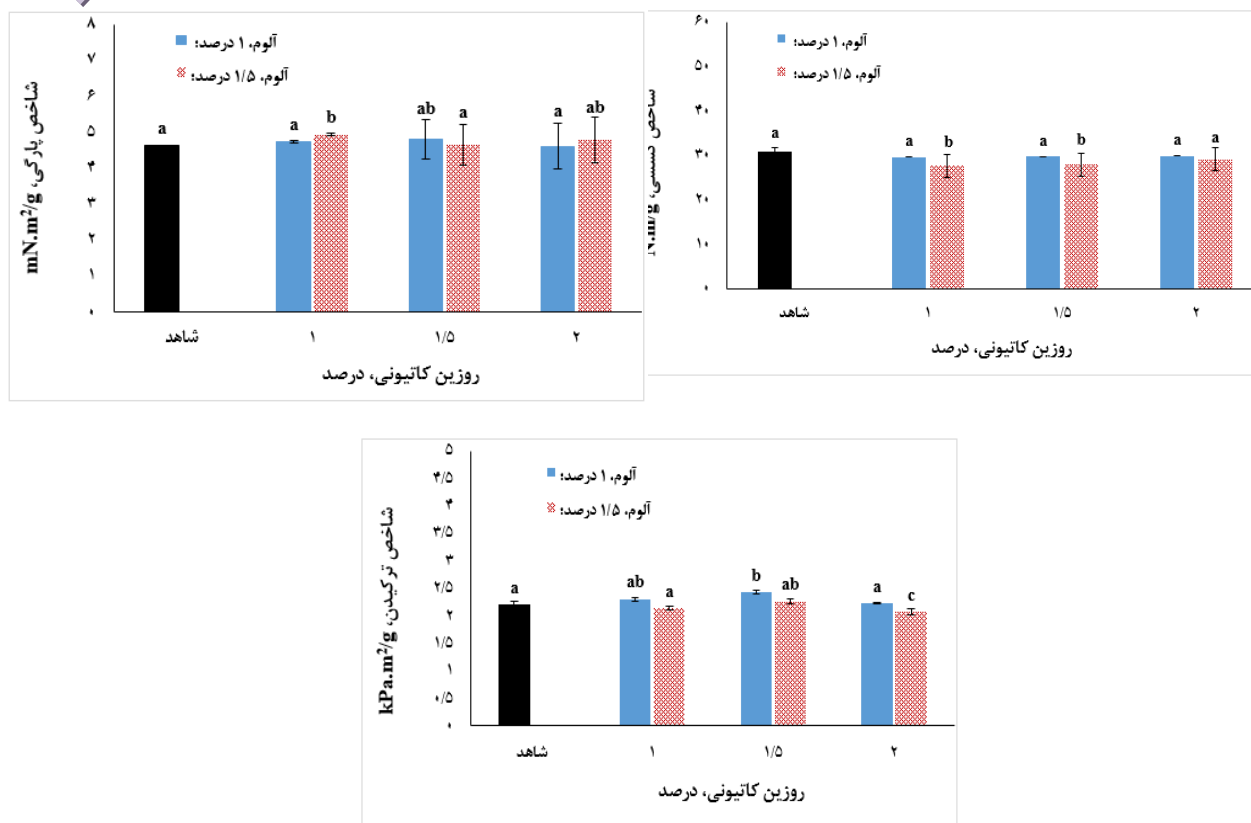 شاخص پارگی، mN.m²/g
۸
۷
۶
۵
۴
۳
۲
۱
۰
آلوم، ۱ درصد؛
آلوم، ۱/۵ درصد؛
a
a
b
ab
a
a
ab
شاهد
۱
۱/۵
۲
روزین کاتیونی، درصد
N.m/g
۶۰
۵۰
۴۰
۳۰
۲۰
۱۰
۰
آلوم، ۱ درصد؛
آلوم، ۱/۵ درصد؛
a
a
b
a
b
a
a
شاهد
۱
۱/۵
۲
روزین کاتیونی، درصد
شاخص ترکیدن، kPa.m²/g
۵
۴/۵
۴
۳/۵
۳
۲/۵
۲
۱/۵
۱
۰/۵
۰
آلوم، ۱ درصد؛
آلوم، ۱/۵ درصد؛
a
ab
a
b
ab
a
c
شاهد
۱
۱/۵
۲
روزین کاتیونی، درصد